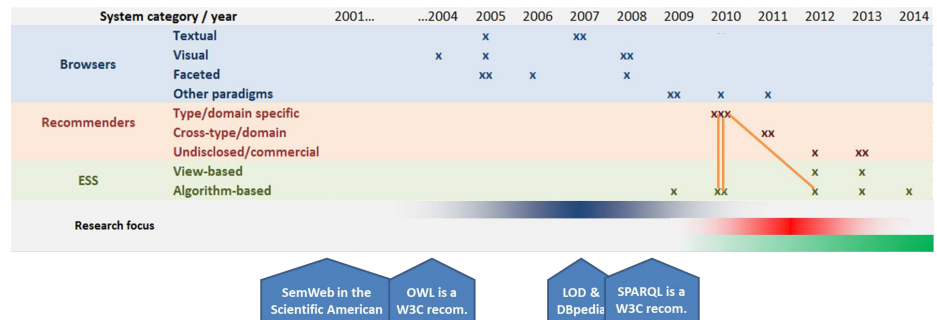 System category / year 2001... ...2004 2005 2006 2007 2008 2009 2010 2011 2012 2013 2014
Browsers
Textual x xx
Visual x x xx
Faceted xx x x
Other paradigms xx x x
Recommenders
Type/domain specific xxx
Cross-type/domain xx
Undisclosed/commercial x xx
ESS
View-based x x
Algorithm-based x xx x x x
Research focus
SemWeb in the
Scientific American
OWL is a
W3C recom.
LOD &
DBpedia
SPARQL is a
W3C recom.